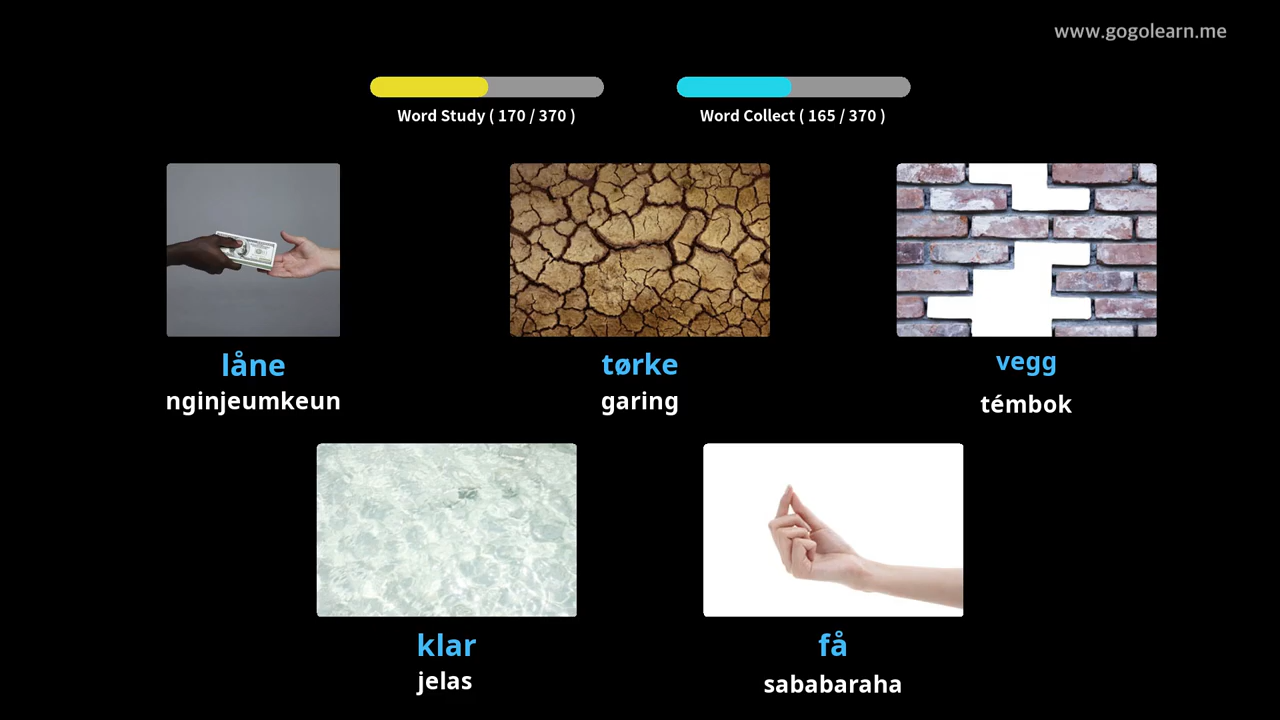 www.gogolearn.me
Word Study ( 170 / 370 )
Word Collect ( 165 / 370 )
låne
nginjeumkeun
tørke
garing
vegg
témbok
klar
jelas
få
sababaraha